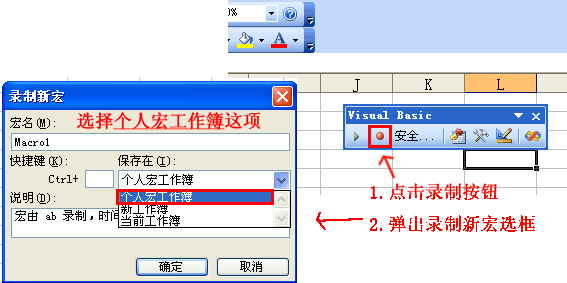 0%
J K L
录制新宏
宏名(M):
选择个人宏工作簿这项
Macro1
快捷键(K): 保存在(I):
Ctrl+
个人宏工作簿
说明(D):
个人宏工作簿
新工作簿
当前工作簿
宏由 ab 录制，时间
确定 取消
Visual Basic
安全...
1.点击录制按钮
2.弹出录制新宏选框